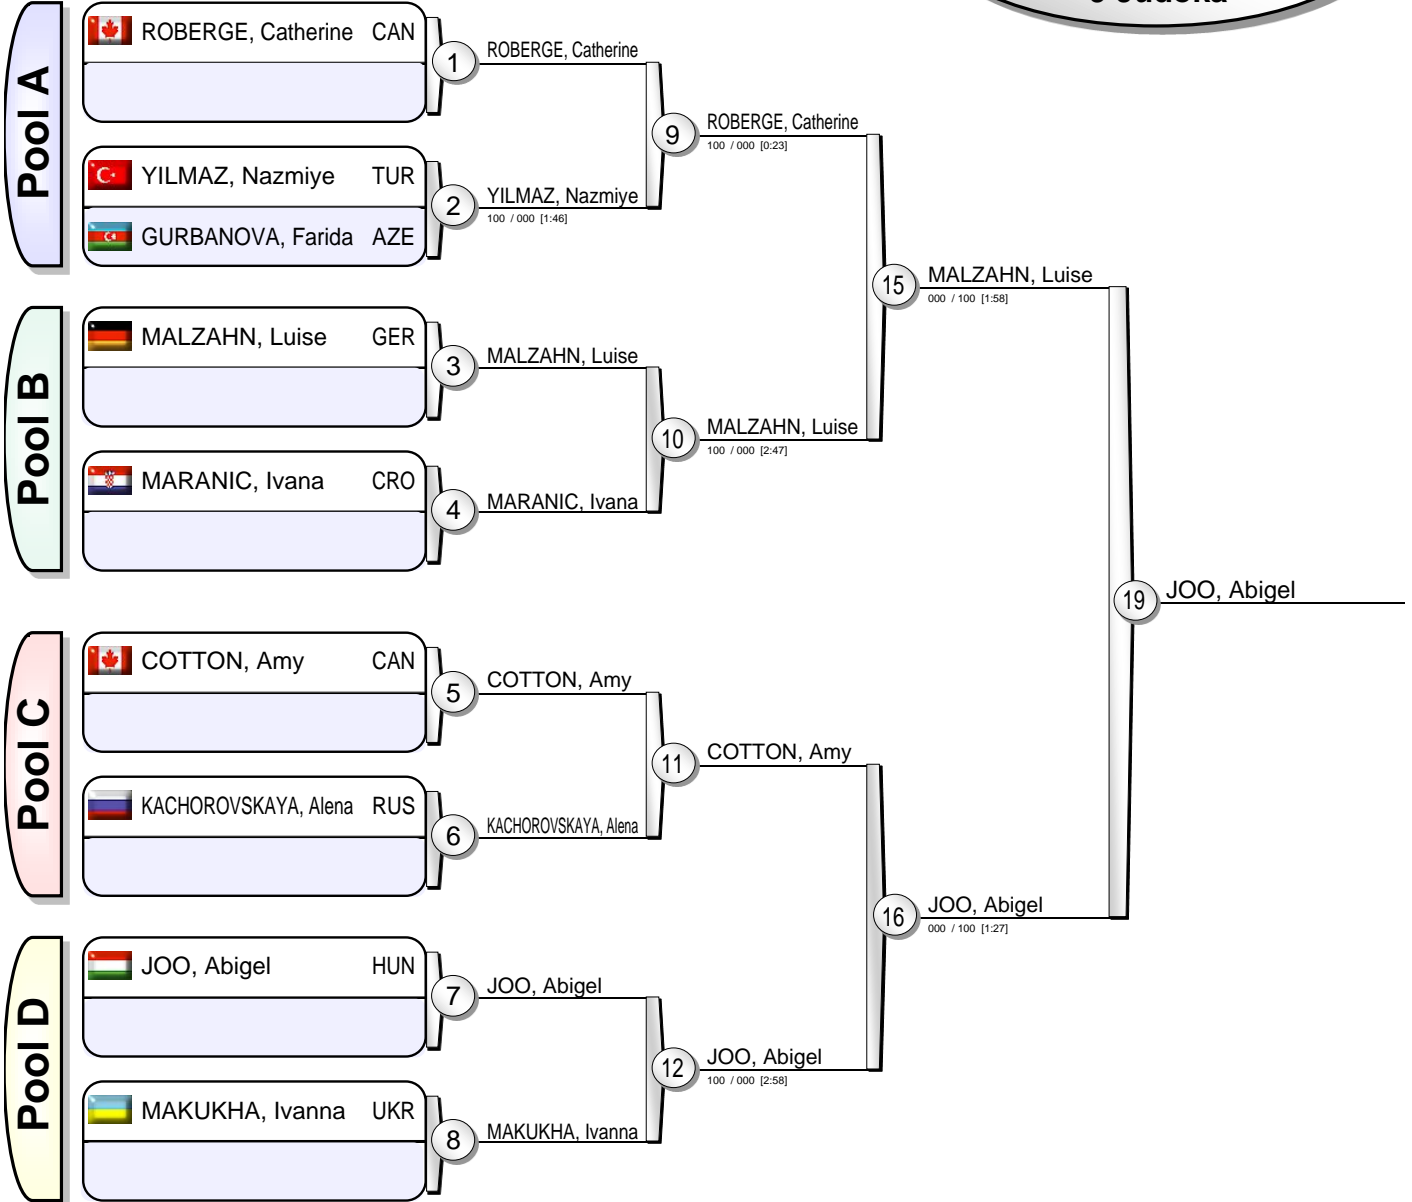 Judoka
Pool A
ROBERGE, Catherine CAN
1
ROBERGE, Catherine
YILMAZ, Nazmiye TUR
GURBANOVA, Farida AZE
2
YILMAZ, Nazmiye
100 / 000 [1:46]
9
ROBERGE, Catherine
100 / 000 [0:23]
Pool B
MALZAHN, Luise GER
3
MALZAHN, Luise
MARANIC, Ivana CRO
4
MARANIC, Ivana
10
MALZAHN, Luise
100 / 000 [2:47]
15
MALZAHN, Luise
000 / 100 [1:58]
Pool C
COTTON, Amy CAN
5
COTTON, Amy
KACHOROVSKAYA, Alena RUS
6
KACHOROVSKAYA, Alena
11
COTTON, Amy
Pool D
JOO, Abigel HUN
7
JOO, Abigel
MAKUKHA, Ivanna UKR
8
MAKUKHA, Ivanna
12
JOO, Abigel
100 / 000 [2:58]
16
JOO, Abigel
000 / 100 [1:27]
19
JOO, Abigel